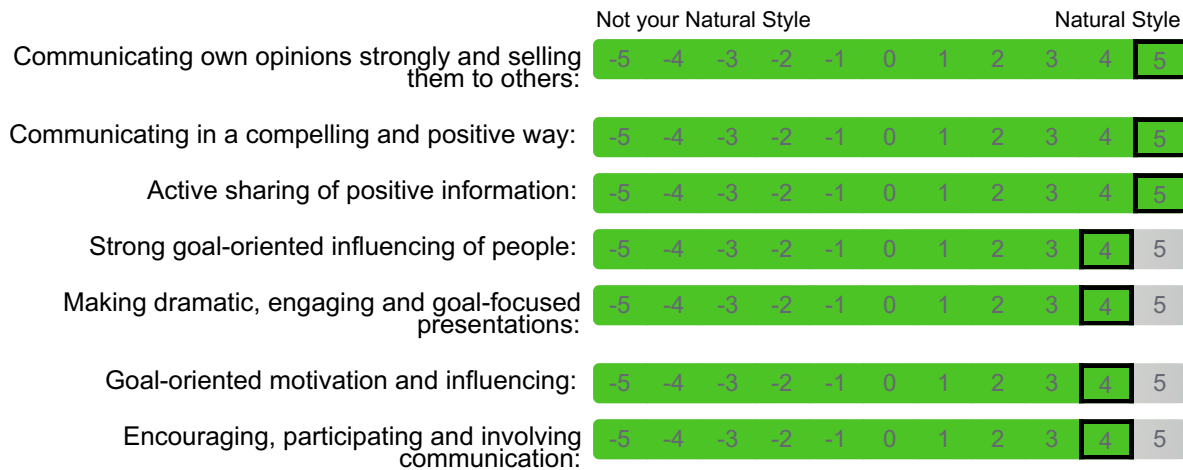 Not your Natural Style Natural Style
Communicating own opinions strongly and selling
them to others:
-5 -4 -3 -2 -1 0 1 2 3 4 5
Communicating in a compelling and positive way:
-5 -4 -3 -2 -1 0 1 2 3 4 5
Active sharing of positive information:
-5 -4 -3 -2 -1 0 1 2 3 4 5
Strong goal-oriented influencing of people:
-5 -4 -3 -2 -1 0 1 2 3 4 5
Making dramatic, engaging and goal-focused
presentations:
-5 -4 -3 -2 -1 0 1 2 3 4 5
Goal-oriented motivation and influencing:
-5 -4 -3 -2 -1 0 1 2 3 4 5
Encouraging, participating and involving
communication:
-5 -4 -3 -2 -1 0 1 2 3 4 5